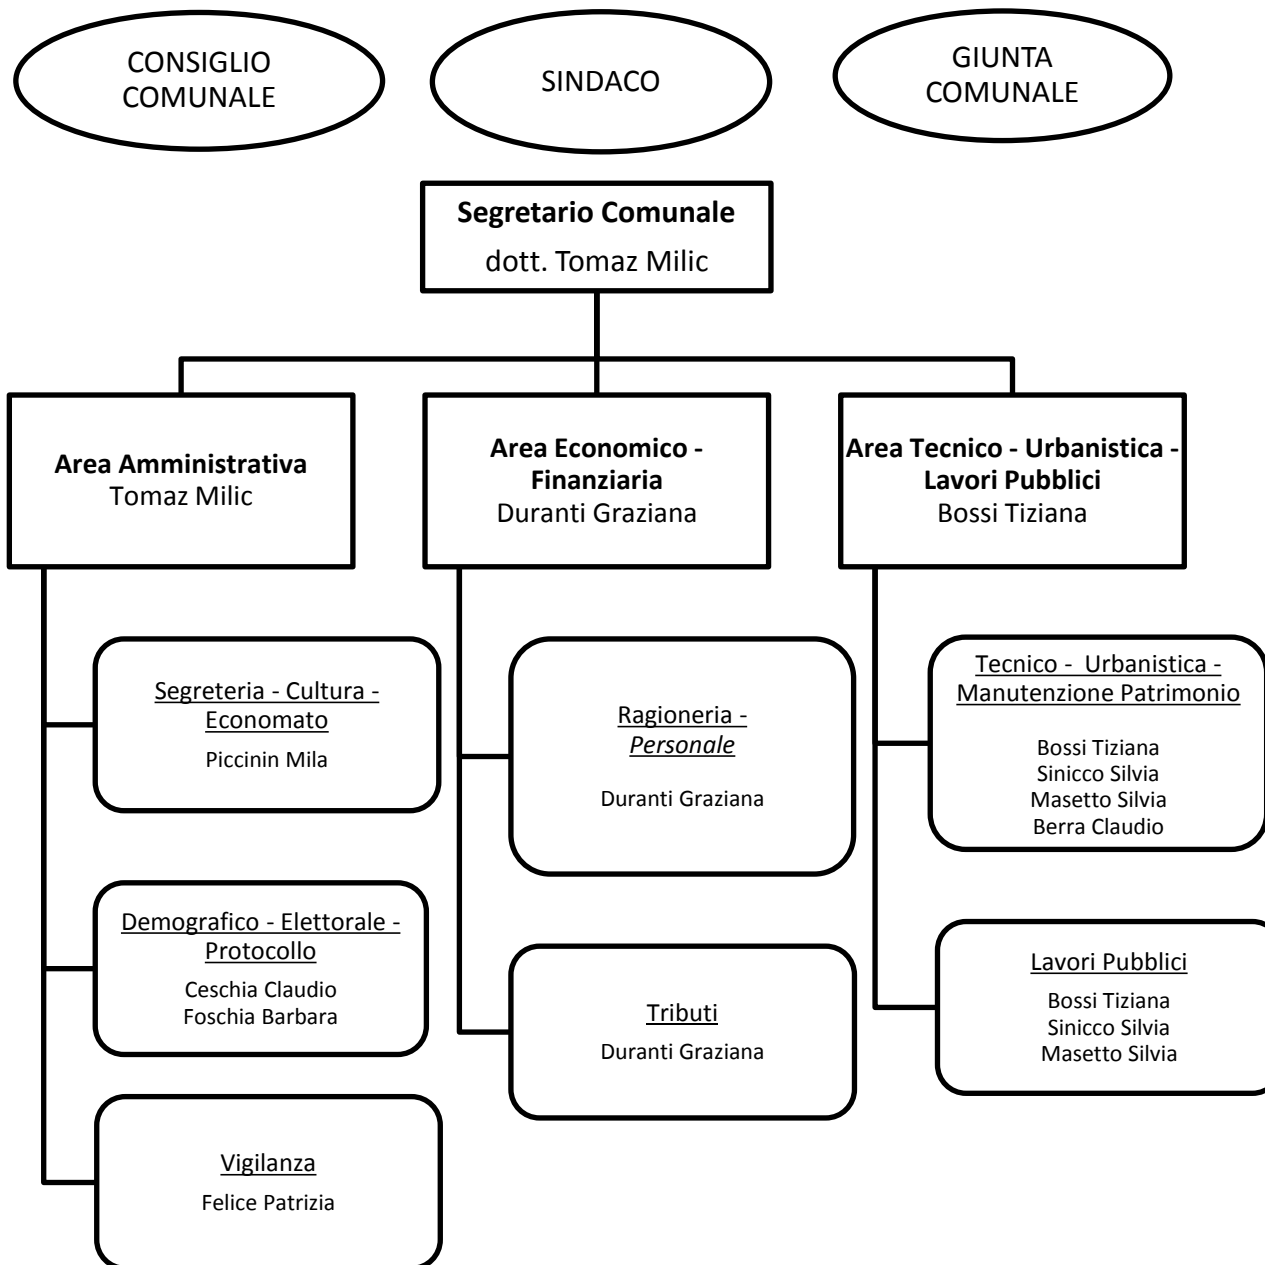 CONSIGLIO
COMUNALE
SINDACO
GIUNTA
COMUNALE
Segretario Comunale
dott. Tomaz Milic
Area Amministrativa
Tomaz Milic
Area Economico -
Finanziaria
Duranti Graziana
Area Tecnico - Urbanistica -
Lavori Pubblici
Bossi Tiziana
Segreteria - Cultura -
Economato
Piccinin Mila
Demografico - Elettorale -
Protocollo
Ceschia Claudio
Foschia Barbara
Vigilanza
Felice Patrizia
Ragioneria -
Personale
Duranti Graziana
Tributi
Duranti Graziana
Tecnico - Urbanistica -
Manutenzione Patrimonio
Bossi Tiziana
Sinicco Silvia
Masetto Silvia
Berra Claudio
Lavori Pubblici
Bossi Tiziana
Sinicco Silvia
Masetto Silvia